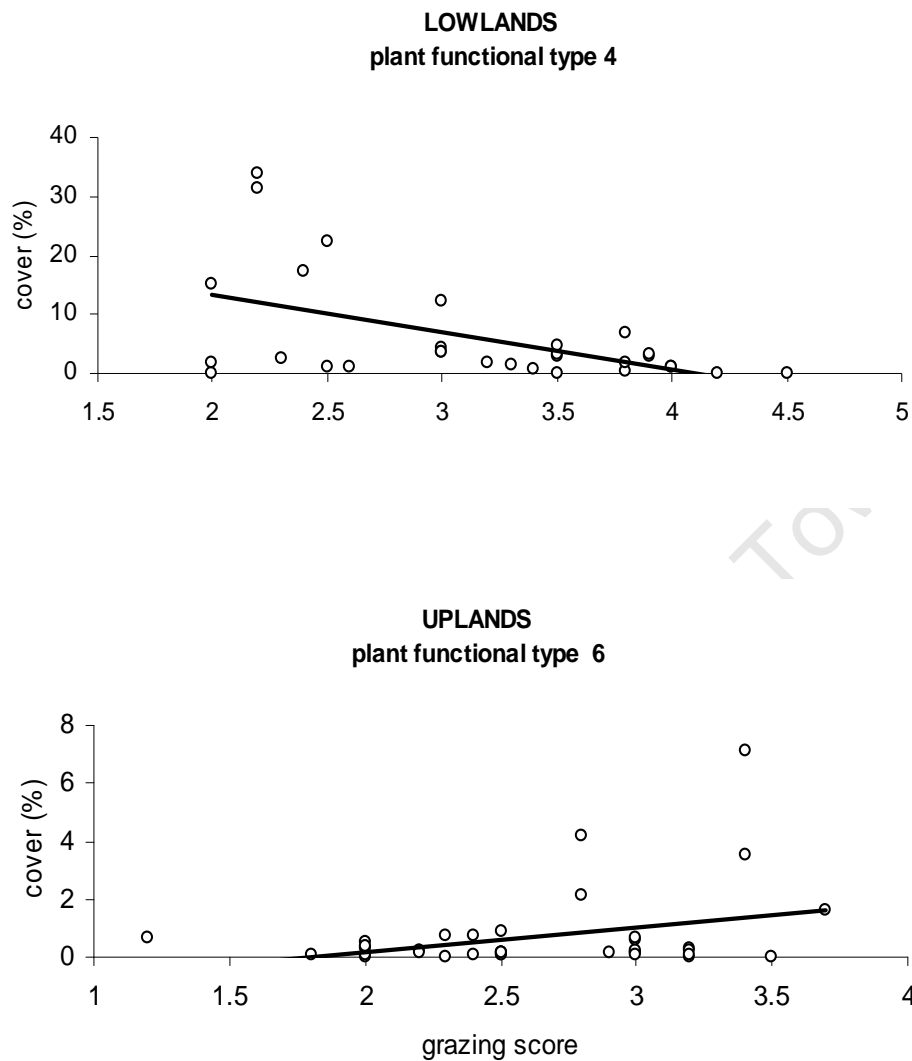 LOWLANDS
plant functional type 4
cover (%)
40
30
20
10
0
1.5 2 2.5 3 3.5 4 4.5 5
UPLANDS
plant functional type 6
cover (%)
8
6
4
2
0
1 1.5 2 2.5 3 3.5 4
grazing score